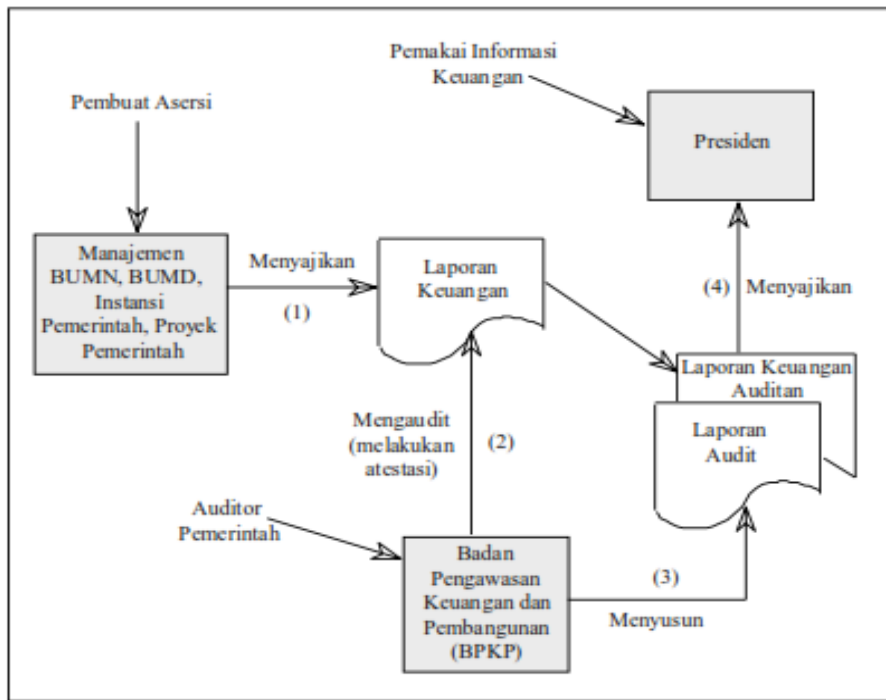 Pemakai Informasi
Keuangan
Pembuat Asersi
Presiden
Manajemen
BUMN, BUMD,
Instansi
Pemerintah, Proyek
Pemerintah
Menyajikan
(1)
Laporan
Keuangan
(4)
Menyajikan
Laporan Keuangan
Auditan
Laporan
Audit
Mengaudit
(melakukan
atestasi)
(2)
Auditor
Pemerintah
Badan
Pengawasan
Keuangan dan
Pembangunan
(BPKP)
(3)
Menyusun